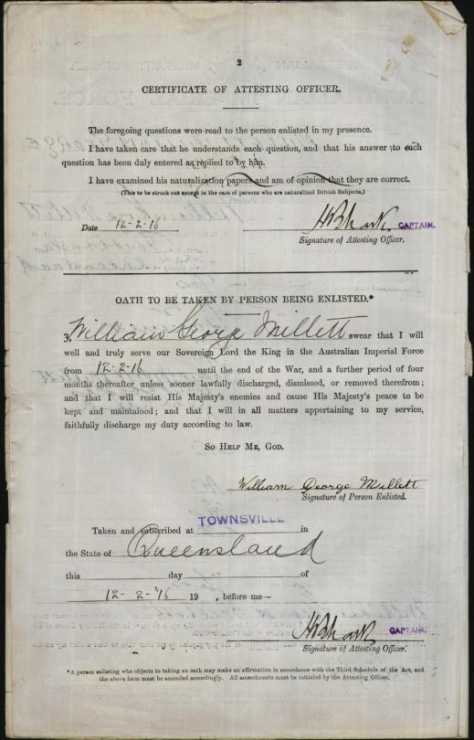 2
CERTIFICATE OF ATTESTING OFFICER.
The foregoing questions were read to the person enlisted in my presence.
I have taken care that he understands each question, and that his answer to each
question has been duly entered as replied to by him.
I have examined his naturalization papers and am of opinion that they are correct.
(This to be struck out except in the case of persons who are naturalized British Subjects.)
Date 12-2-16
CAPTAIN.
Signature of Attesting Officer.
OATH TO BE TAKEN BY PERSON BEING ENLISTED.*
I, William George Millett swear that I will
well and truly serve our Sovereign Lord the King in the Australian Imperial Force
from 12-2-16 until the end of the War, and a further period of four
months thereafter unless sooner lawfully discharged, dismissed, or removed therefrom;
and that I will resist His Majesty's enemies and cause His Majesty's peace to be
kept and maintained; and that I will in all matters appertaining to my service,
faithfully discharge my duty according to law.
SO HELP ME, GOD.
William George Millett
Signature of Person Enlisted.
Taken and subscribed at TOWNSVILLE in
the State of Queensland
this day of
12-2-16 19 , before me—
CAPTAIN.
Signature of Attesting Officer.
*A person enlisting who objects to taking an oath may make an affirmation in accordance with the Third Schedule of the Act, and
the above form must be amended accordingly. All amendments must be initialed by the Attesting Officer.